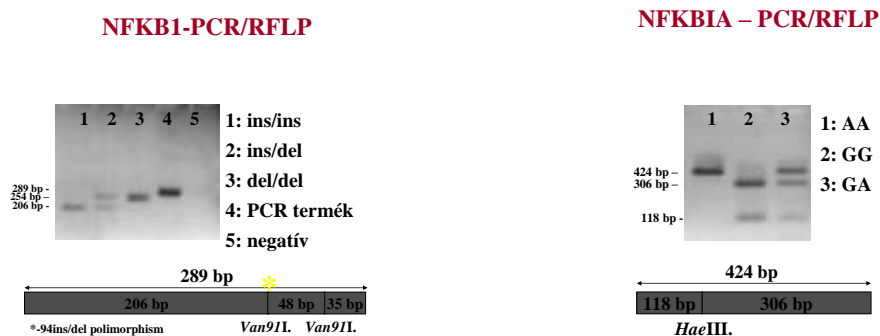 NFKB1-PCR/RFLP
1 2 3 4 5
289 bp -
254 bp –
206 bp -
1: ins/ins
2: ins/del
3: del/del
4: PCR termék
5: negatív
289 bp
*
206 bp 48 bp 35 bp
*-94ins/del polimorphism
Van91I. Van91I.
NFKBIA – PCR/RFLP
1 2 3
424 bp –
306 bp –
118 bp -
1: AA
2: GG
3: GA
424 bp
118 bp 306 bp
HaeIII.